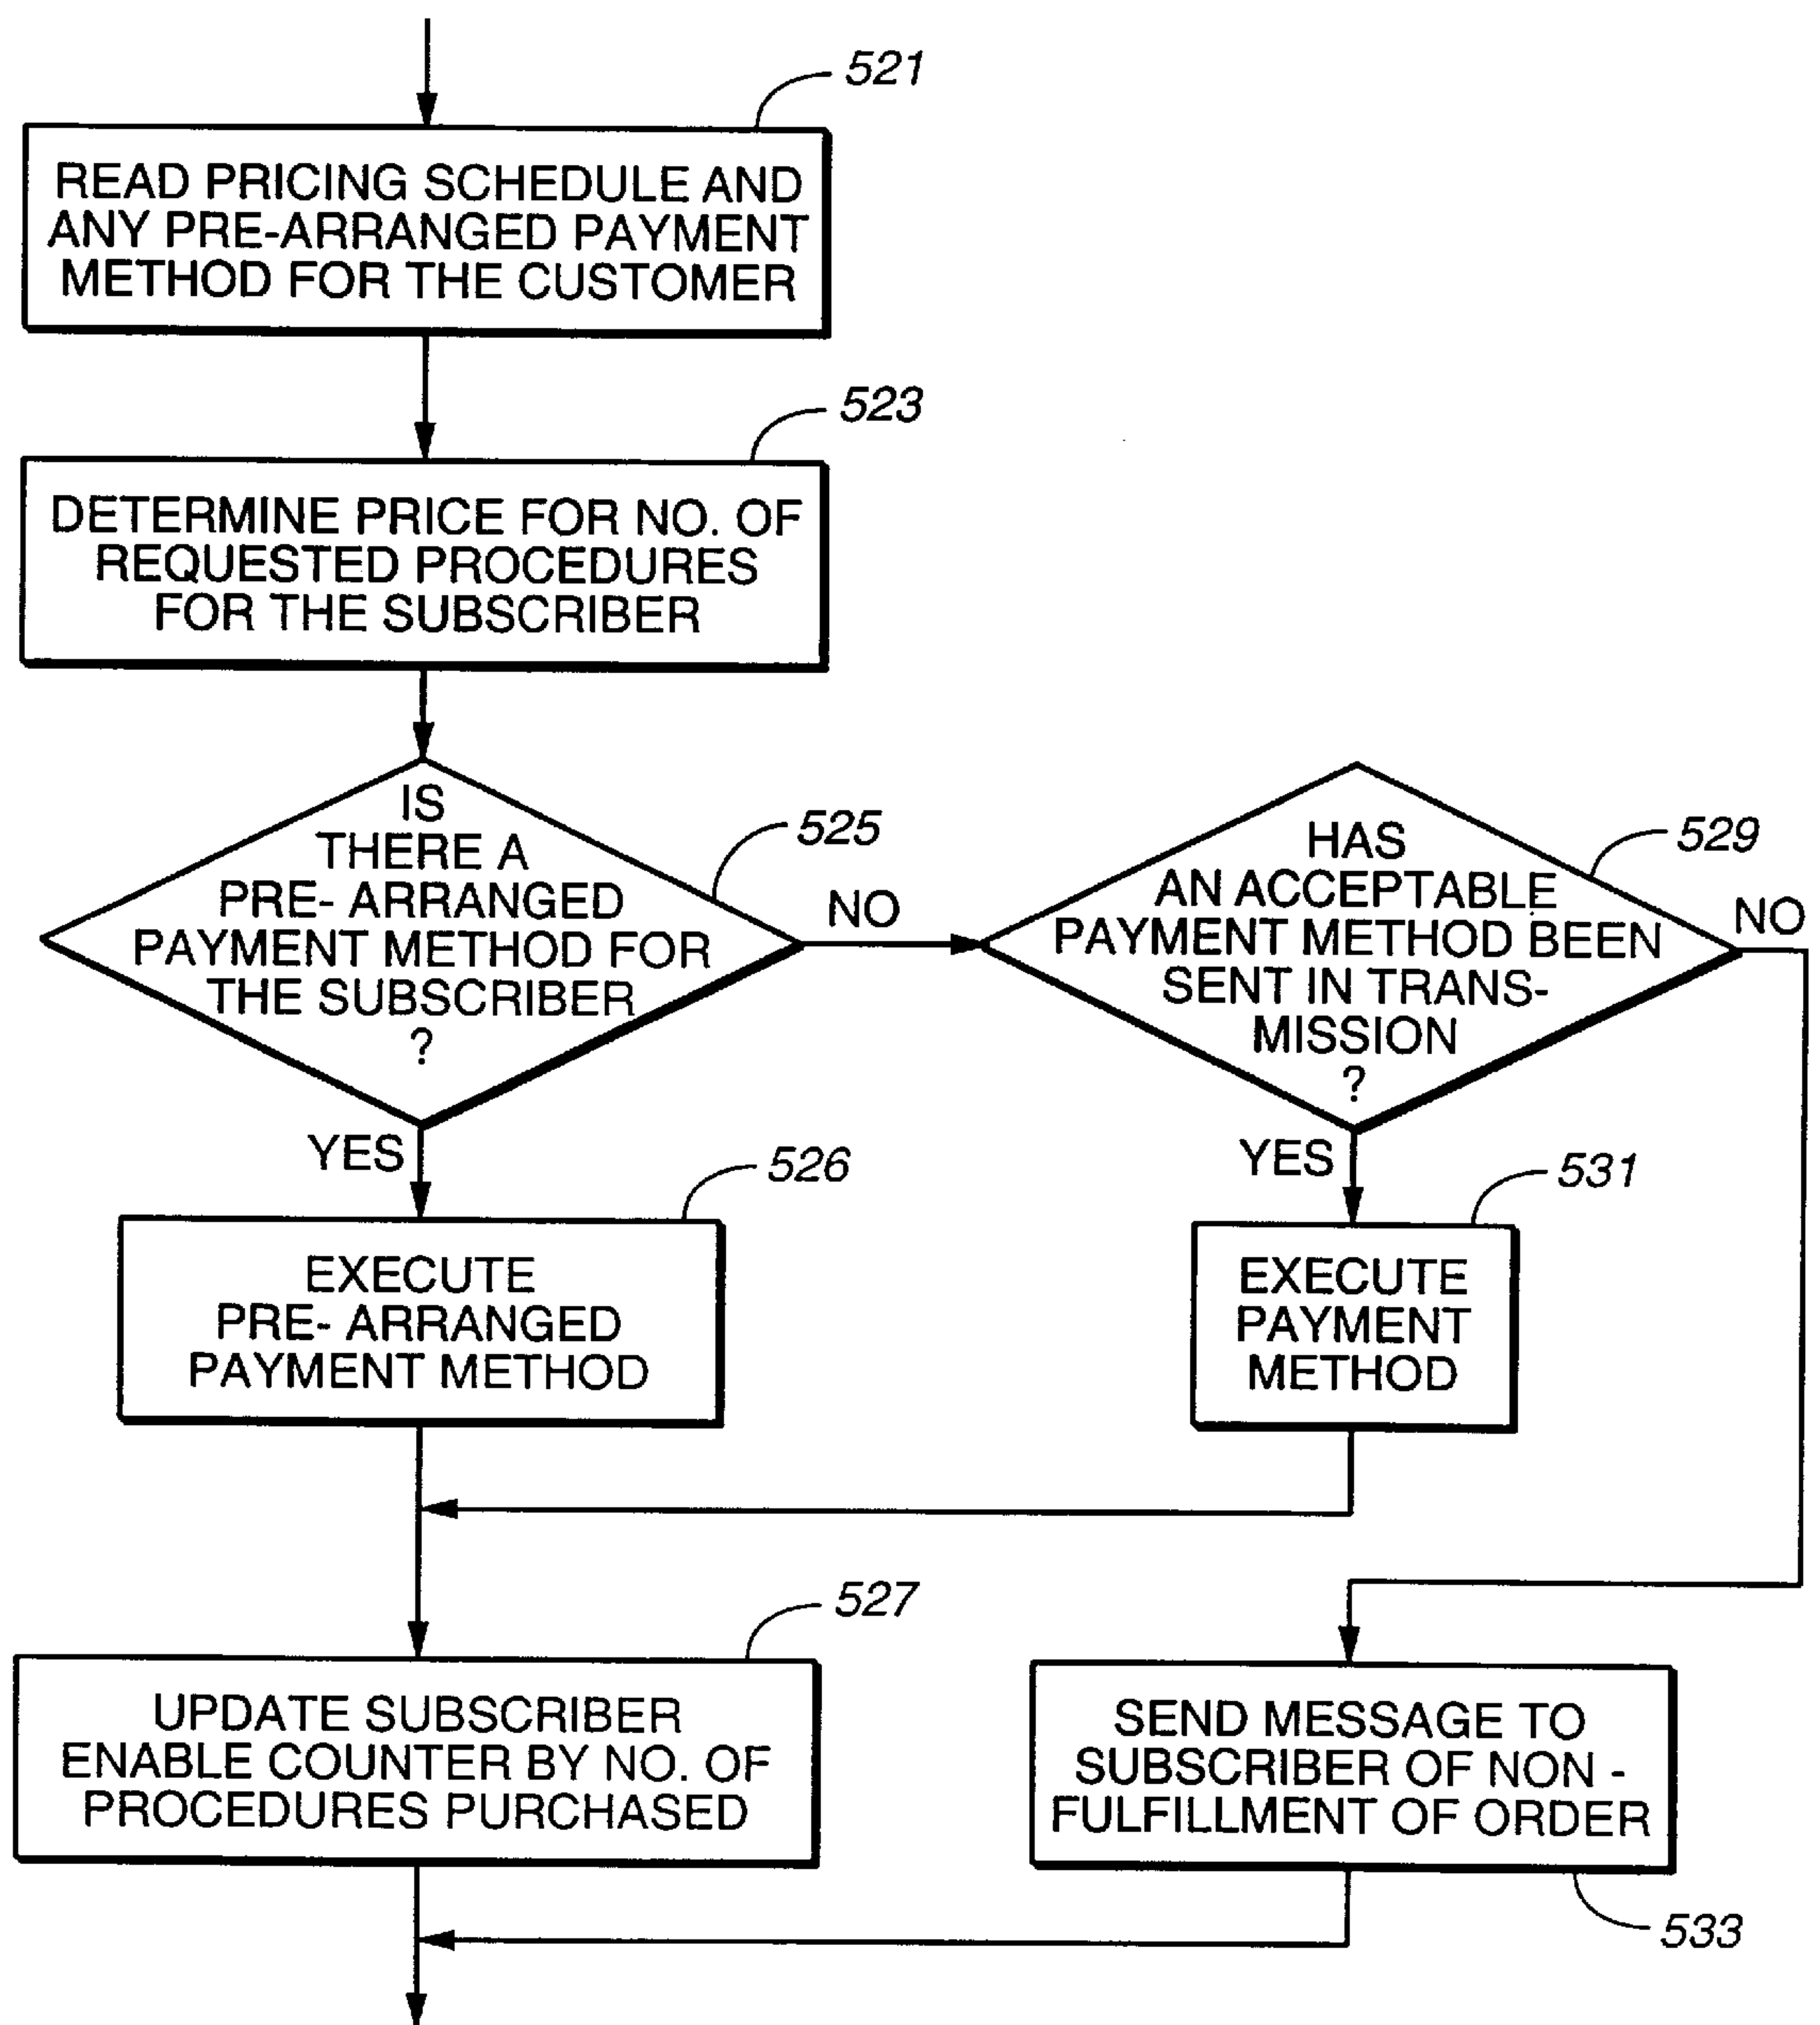 521
READ PRICING SCHEDULE AND
ANY PRE-ARRANGED PAYMENT
METHOD FOR THE CUSTOMER
523
DETERMINE PRICE FOR NO. OF
REQUESTED PROCEDURES
FOR THE SUBSCRIBER
525
IS
THERE A
PRE- ARRANGED
PAYMENT METHOD FOR
THE SUBSCRIBER
?
NO
529
HAS
AN ACCEPTABLE
PAYMENT METHOD BEEN
SENT IN TRANS-
MISSION
?
NO
YES
526
EXECUTE
PRE- ARRANGED
PAYMENT METHOD
YES
531
EXECUTE
PAYMENT
METHOD
527
UPDATE SUBSCRIBER
ENABLE COUNTER BY NO. OF
PROCEDURES PURCHASED
SEND MESSAGE TO
SUBSCRIBER OF NON -
FULFILLMENT OF ORDER
533